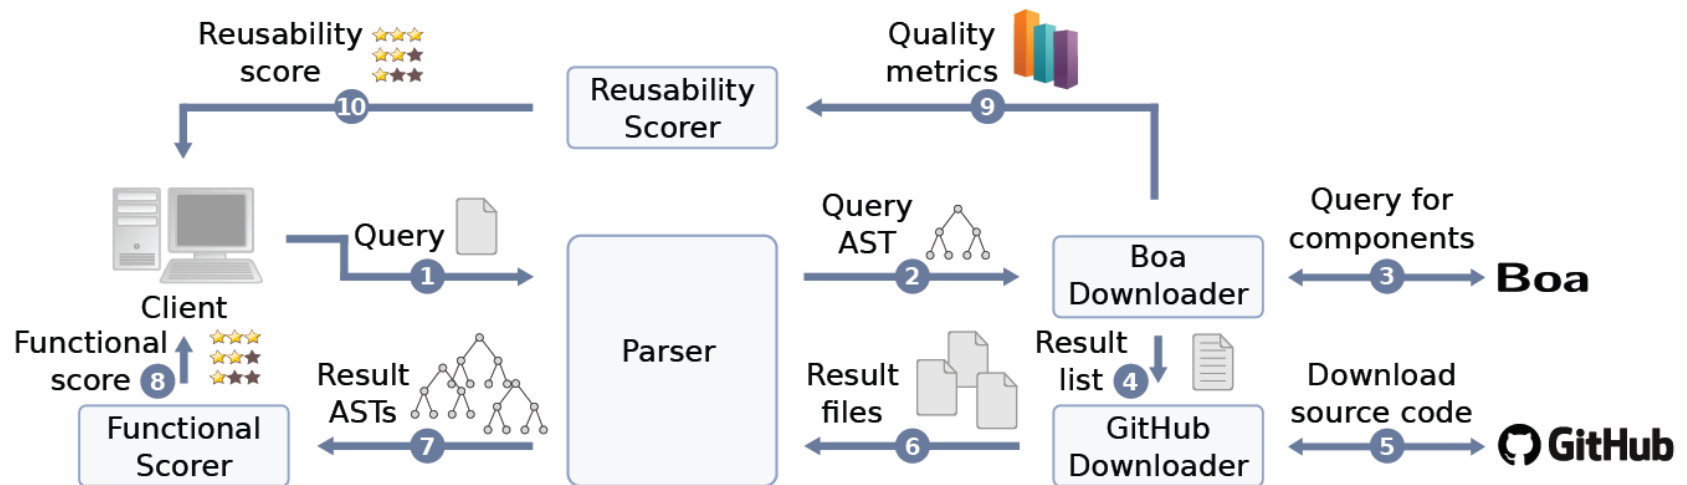 Reusability
score
10
Reusability
Scorer
Quality
metrics
9
Client
Query
1
Query
AST
2
Boa
Downloader
Query for
components
3
Boa
Parser
Functional
score
8
Result
ASTs
7
Functional
Scorer
Result
files
6
Result
list
4
GitHub
Downloader
Download
source code
5
GitHub